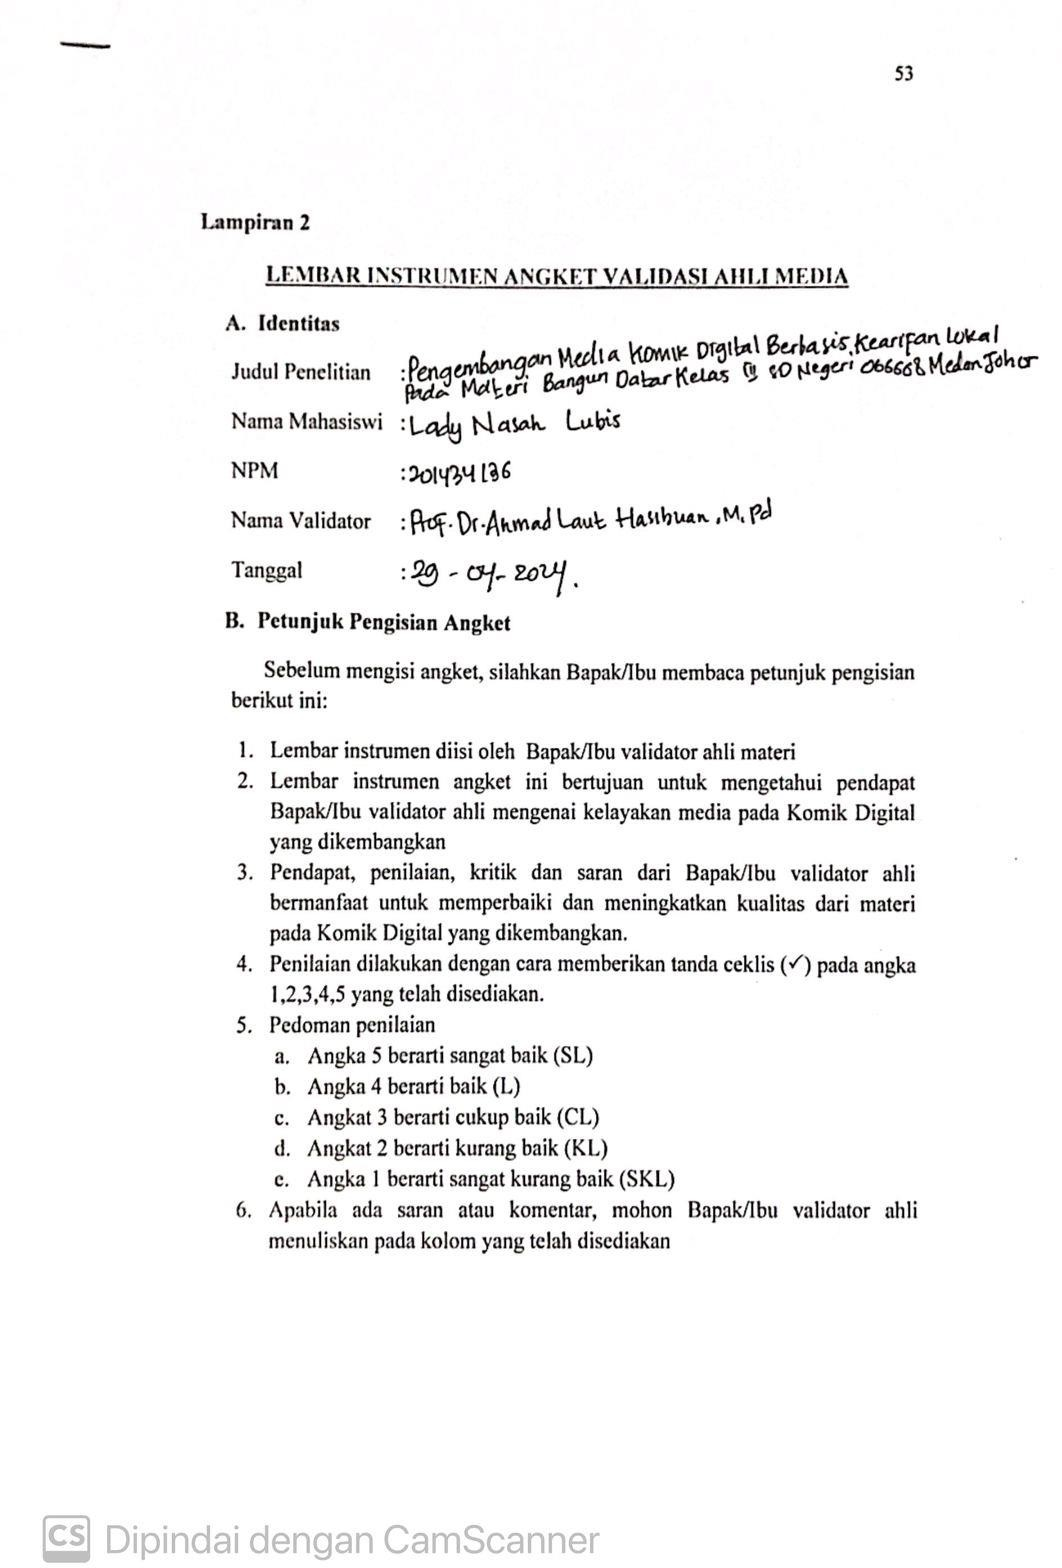 53
Lampiran 2
LEMBAR INSTRUMEN ANGKET VALIDASI AHLI MEDIA
A. Identitas
Judul Penelitian : Pengembangan Media Komik Digital Berbasis Kearifan Lokal
Pada Materi Bangun Datar Kelas SD Negeri 066668 Medan Johor
Nama Mahasiswi : Lady Nasah Lubis
NPM : 201434136
Nama Validator : Prof. Dr. Ahmad Laut Hasibuan, M. Pd
Tanggal : 29 - 04 - 2024.
B. Petunjuk Pengisian Angket
Sebelum mengisi angket, silahkan Bapak/Ibu membaca petunjuk pengisian
berikut ini:
1. Lembar instrumen diisi oleh Bapak/Ibu validator ahli materi
2. Lembar instrumen angket ini bertujuan untuk mengetahui pendapat
Bapak/Ibu validator ahli mengenai kelayakan media pada Komik Digital
yang dikembangkan
3. Pendapat, penilaian, kritik dan saran dari Bapak/Ibu validator ahli
bermanfaat untuk memperbaiki dan meningkatkan kualitas dari materi
pada Komik Digital yang dikembangkan.
4. Penilaian dilakukan dengan cara memberikan tanda ceklis (✓) pada angka
1,2,3,4,5 yang telah disediakan.
5. Pedoman penilaian
a. Angka 5 berarti sangat baik (SL)
b. Angka 4 berarti baik (L)
c. Angkat 3 berarti cukup baik (CL)
d. Angkat 2 berarti kurang baik (KL)
e. Angka 1 berarti sangat kurang baik (SKL)
6. Apabila ada saran atau komentar, mohon Bapak/Ibu validator ahli
menuliskan pada kolom yang telah disediakan
CS Dipindai dengan CamScanner